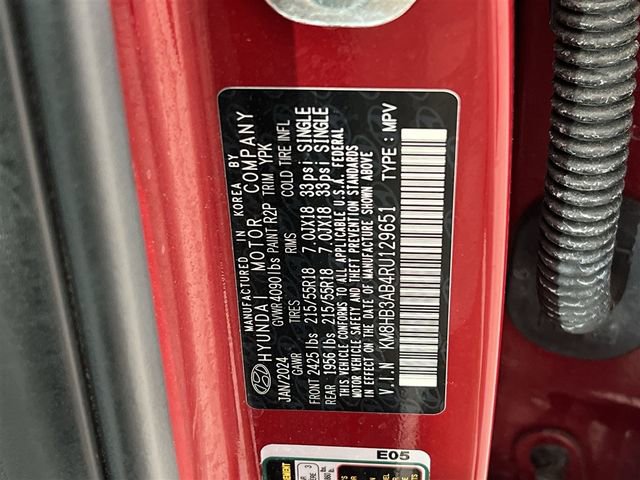 MANUFACTURED IN KOREA BY
HYUNDAI MOTOR COMPANY
JAN/2024 GVWR 4090 lbs PAINT R2P TRIM YPK
GAWR TIRES RIMS COLD TIRE INFL
FRONT 2425 lbs 215/55R18 7.0JX18 33psi SINGLE
REAR 1956 lbs 215/55R18 7.0JX18 33psi SINGLE
THIS VEHICLE CONFORMS TO ALL APPLICABLE U.S.A. FEDERAL
MOTOR VEHICLE SAFETY AND THEFT PREVENTION STANDARDS
IN EFFECT ON THE DATE OF MANUFACTURE SHOWN ABOVE
V.I.N KM8HB3AB4RU129651 TYPE : MPV
E05